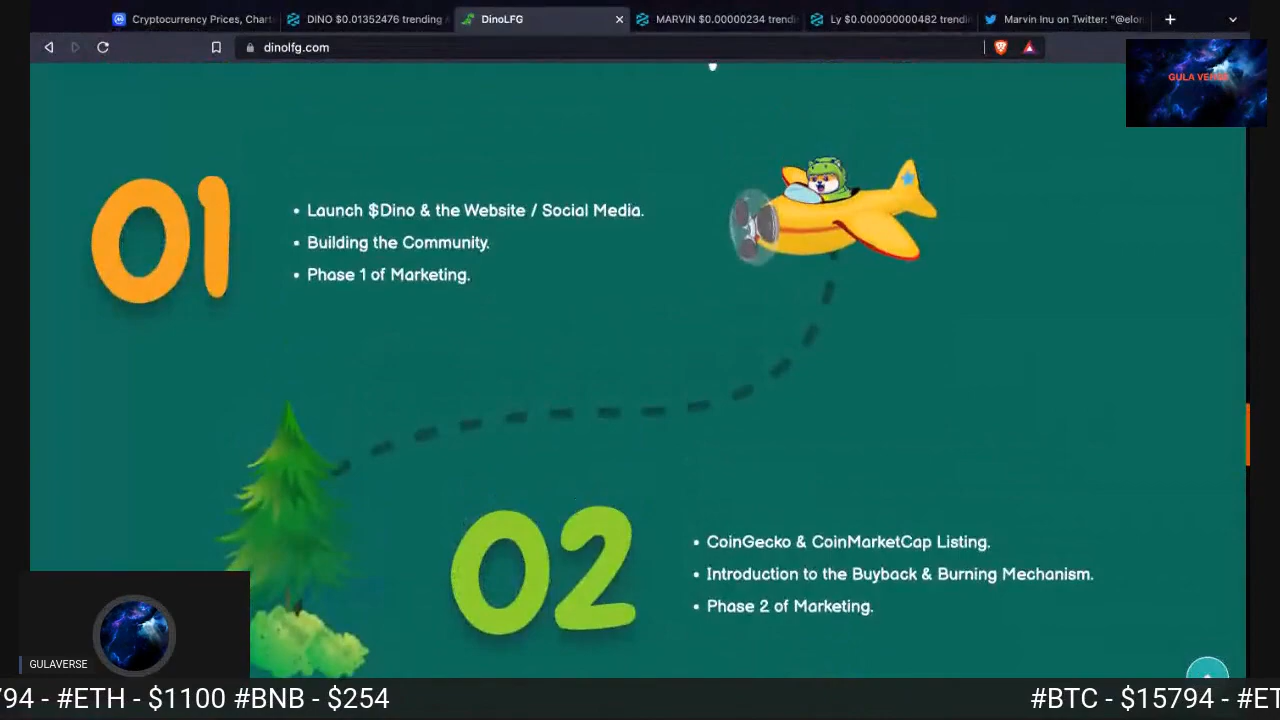 Cryptocurrency Prices, Chart
DINO $0.01352476 trending
DinoLFG
MARVIN $0.00000234 trendi
Ly $0.000000000482 trendi
Marvin Inu on Twitter: "@elon
dinolfg.com
GULA VERSE
01
• Launch $Dino & the Website / Social Media.
• Building the Community.
• Phase 1 of Marketing.
02
• CoinGecko & CoinMarketCap Listing.
• Introduction to the Buyback & Burning Mechanism.
• Phase 2 of Marketing.
GULAVERSE
794 - #ETH - $1100 #BNB - $254
#BTC - $15794 - #ET